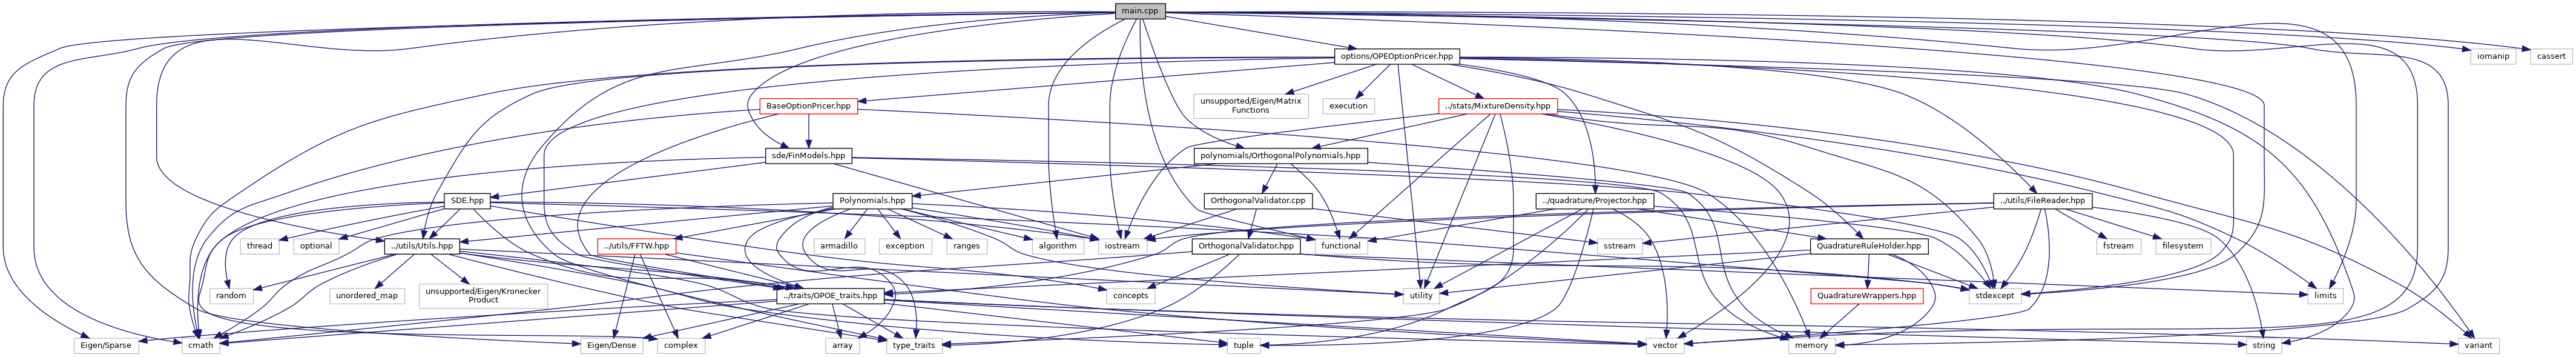 main.cpp
options/OPEOptionPricer.hpp
iomanip
cassert
BaseOptionPricer.hpp
unsupported/Eigen/Matrix
Functions
execution
../stats/MixtureDensity.hpp
sde/FinModels.hpp
polynomials/OrthogonalPolynomials.hpp
SDE.hpp
Polynomials.hpp
OrthogonalValidator.cpp
../quadrature/Projector.hpp
../utils/FileReader.hpp
thread
optional
../utils/Utils.hpp
../utils/FFTW.hpp
armadillo
exception
ranges
algorithm
iostream
OrthogonalValidator.hpp
functional
sstream
QuadratureRuleHolder.hpp
fstream
filesystem
random
unordered_map
unsupported/Eigen/Kronecker
Product
../traits/OPOE_traits.hpp
concepts
utility
QuadratureWrappers.hpp
stdexcept
limits
Eigen/Sparse
cmath
Eigen/Dense
complex
array
type_traits
tuple
vector
memory
string
variant